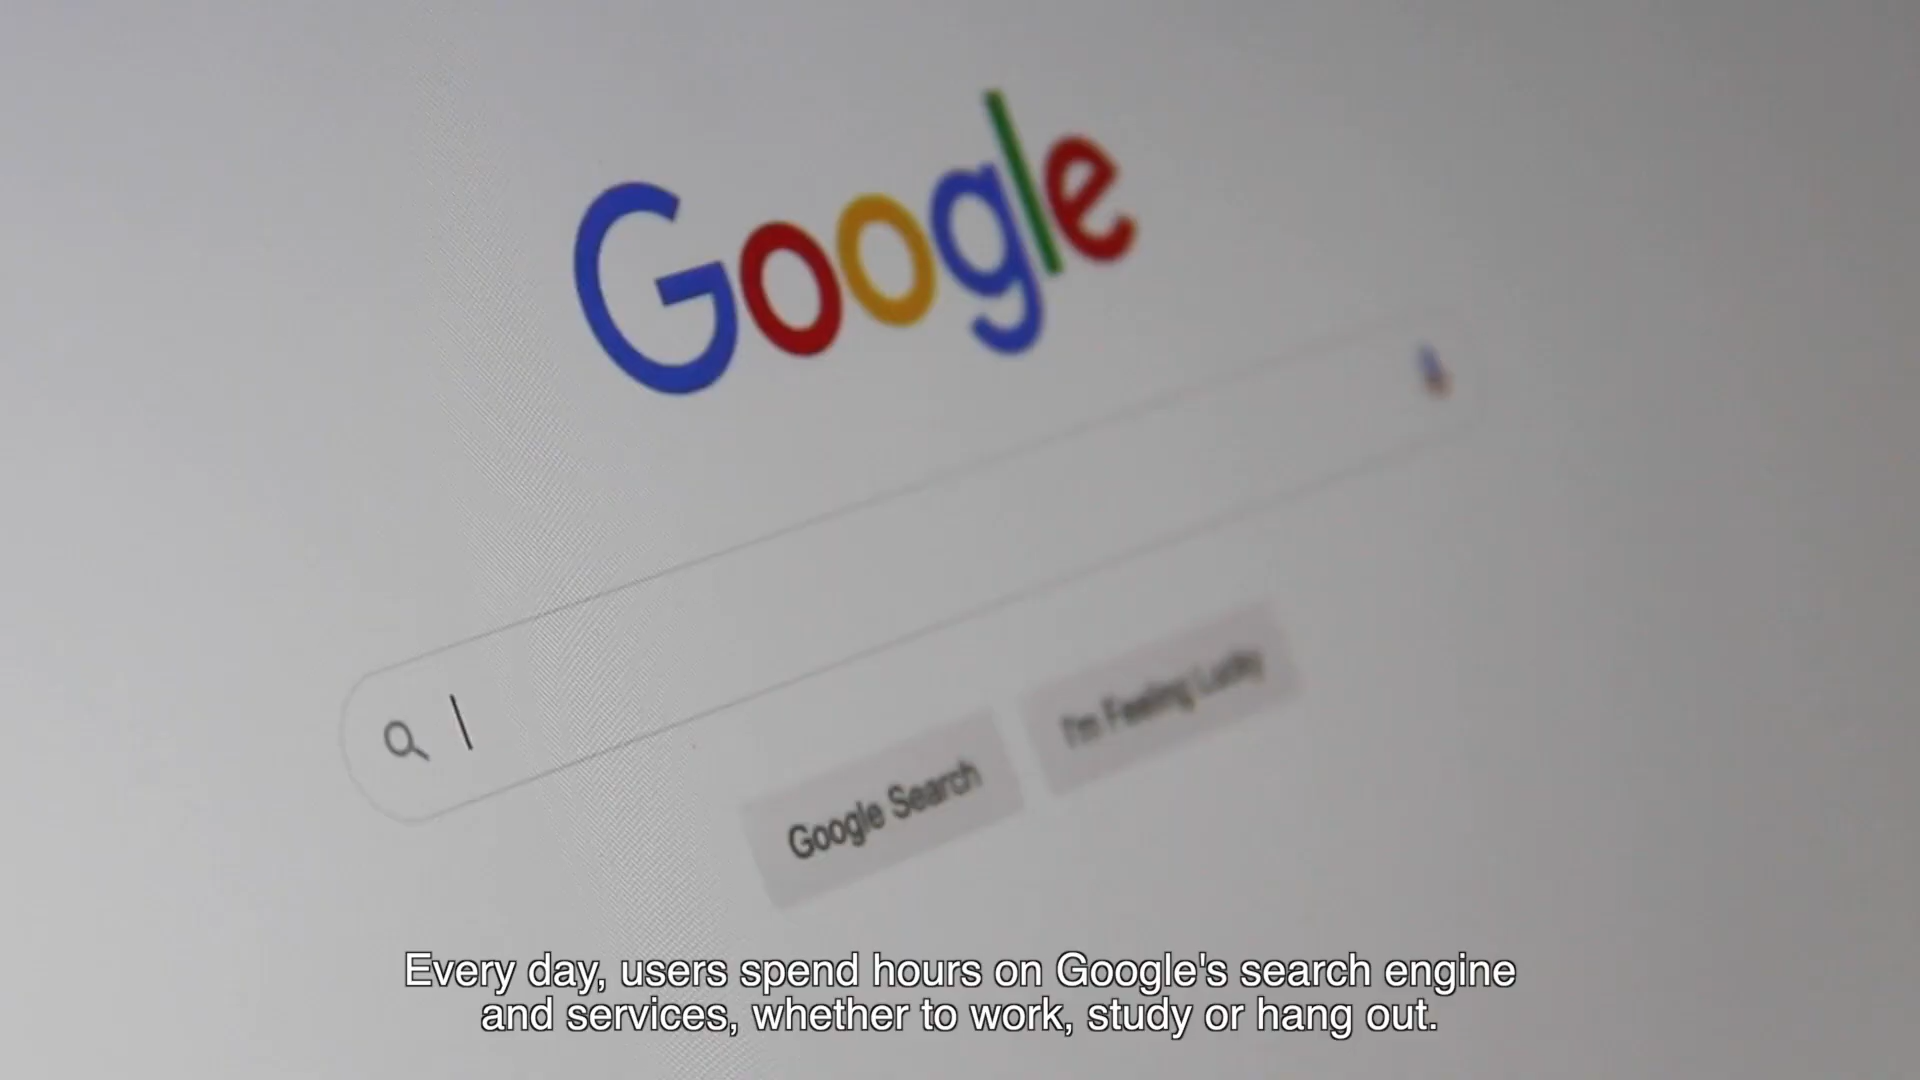 Google
Google Search
I'm Feeling Lucky
Every day, users spend hours on Google's search engine
and services, whether to work, study or hang out.